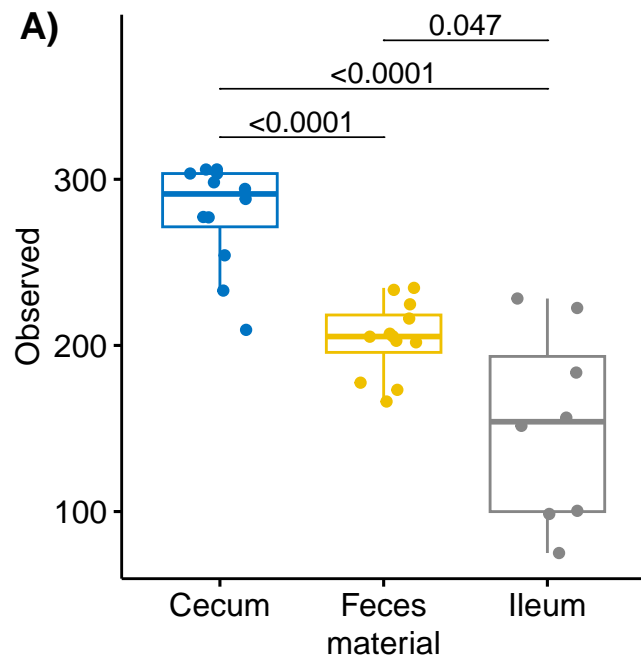 A)
0.047
<0.0001
<0.0001
300
200
100
Observed
Cecum
Feces
Ileum
material